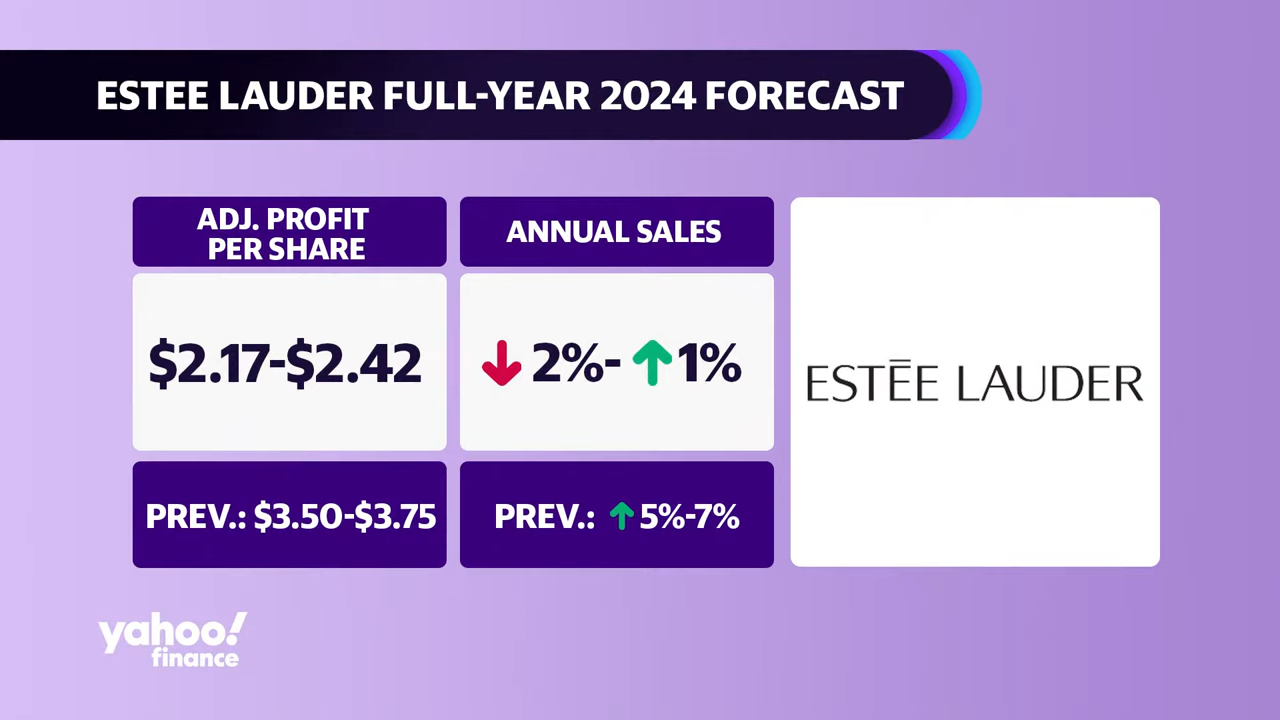 ESTEE LAUDER FULL-YEAR 2024 FORECAST
ADJ. PROFIT
PER SHARE
ANNUAL SALES
$2.17-$2.42
2%- 1%
ESTĒE LAUDER
PREV.: $3.50-$3.75
PREV.: 5%-7%
yahoo!
finance